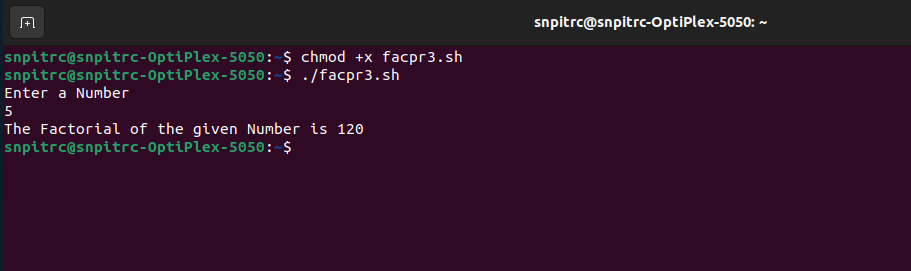 snpitrc@snpitrc-OptiPlex-5050: ~
snpitrc@snpitrc-OptiPlex-5050:~$ chmod +x facpr3.sh
snpitrc@snpitrc-OptiPlex-5050:~$ ./facpr3.sh
Enter a Number
5
The Factorial of the given Number is 120
snpitrc@snpitrc-OptiPlex-5050:~$